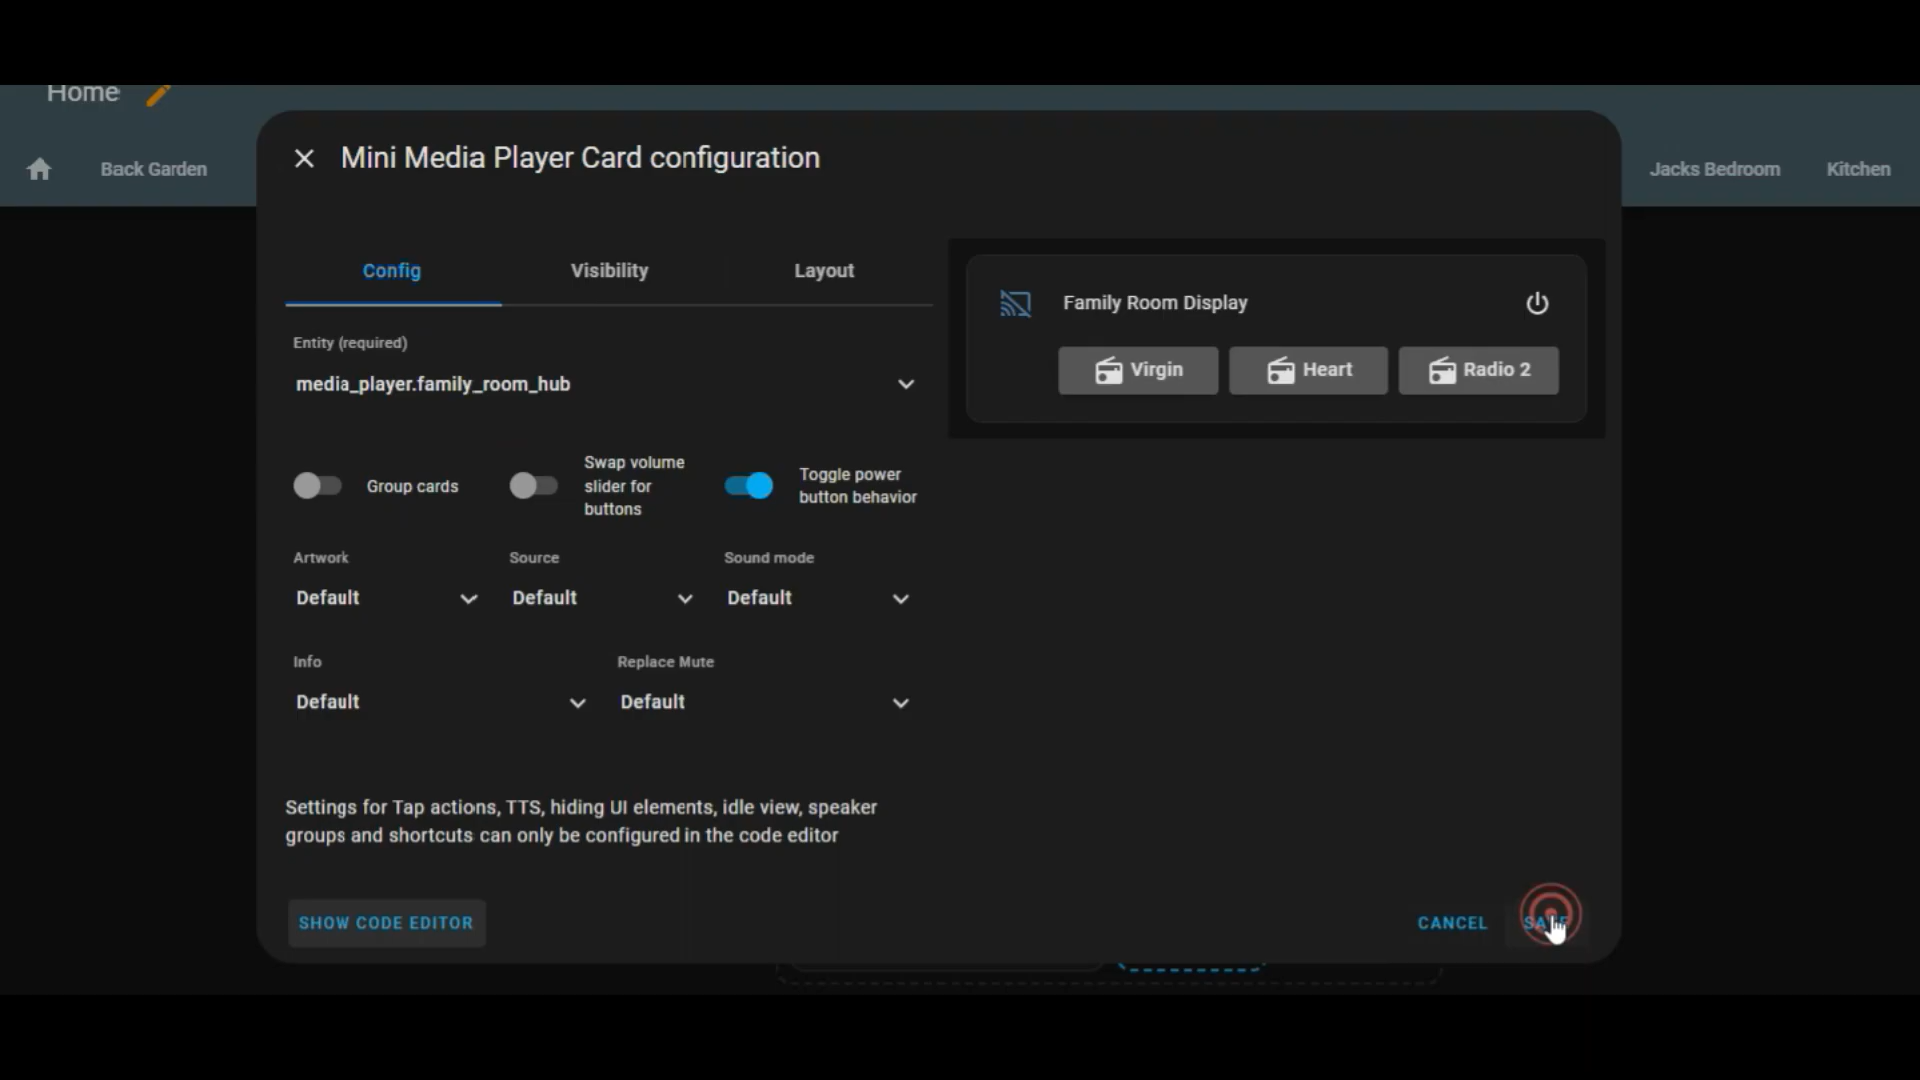 Home
Back Garden
Jacks Bedroom
Kitchen
Mini Media Player Card configuration
Config
Visibility
Layout
Entity (required)
media_player.family_room_hub
Group cards
Swap volume
slider for
buttons
Toggle power
button behavior
Artwork
Default
Source
Default
Sound mode
Default
Info
Default
Replace Mute
Default
Settings for Tap actions, TTS, hiding UI elements, idle view, speaker
groups and shortcuts can only be configured in the code editor
SHOW CODE EDITOR
CANCEL
SAVE
Family Room Display
Virgin
Heart
Radio 2